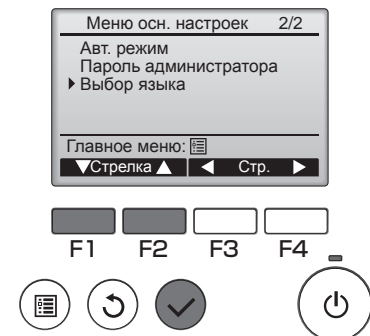 Меню осн. настроек 2/2
Авт. режим
Пароль администратора
Выбор языка
Главное меню:
▼Стрелка▲ ◀ Стр. ▶
F1 F2 F3 F4